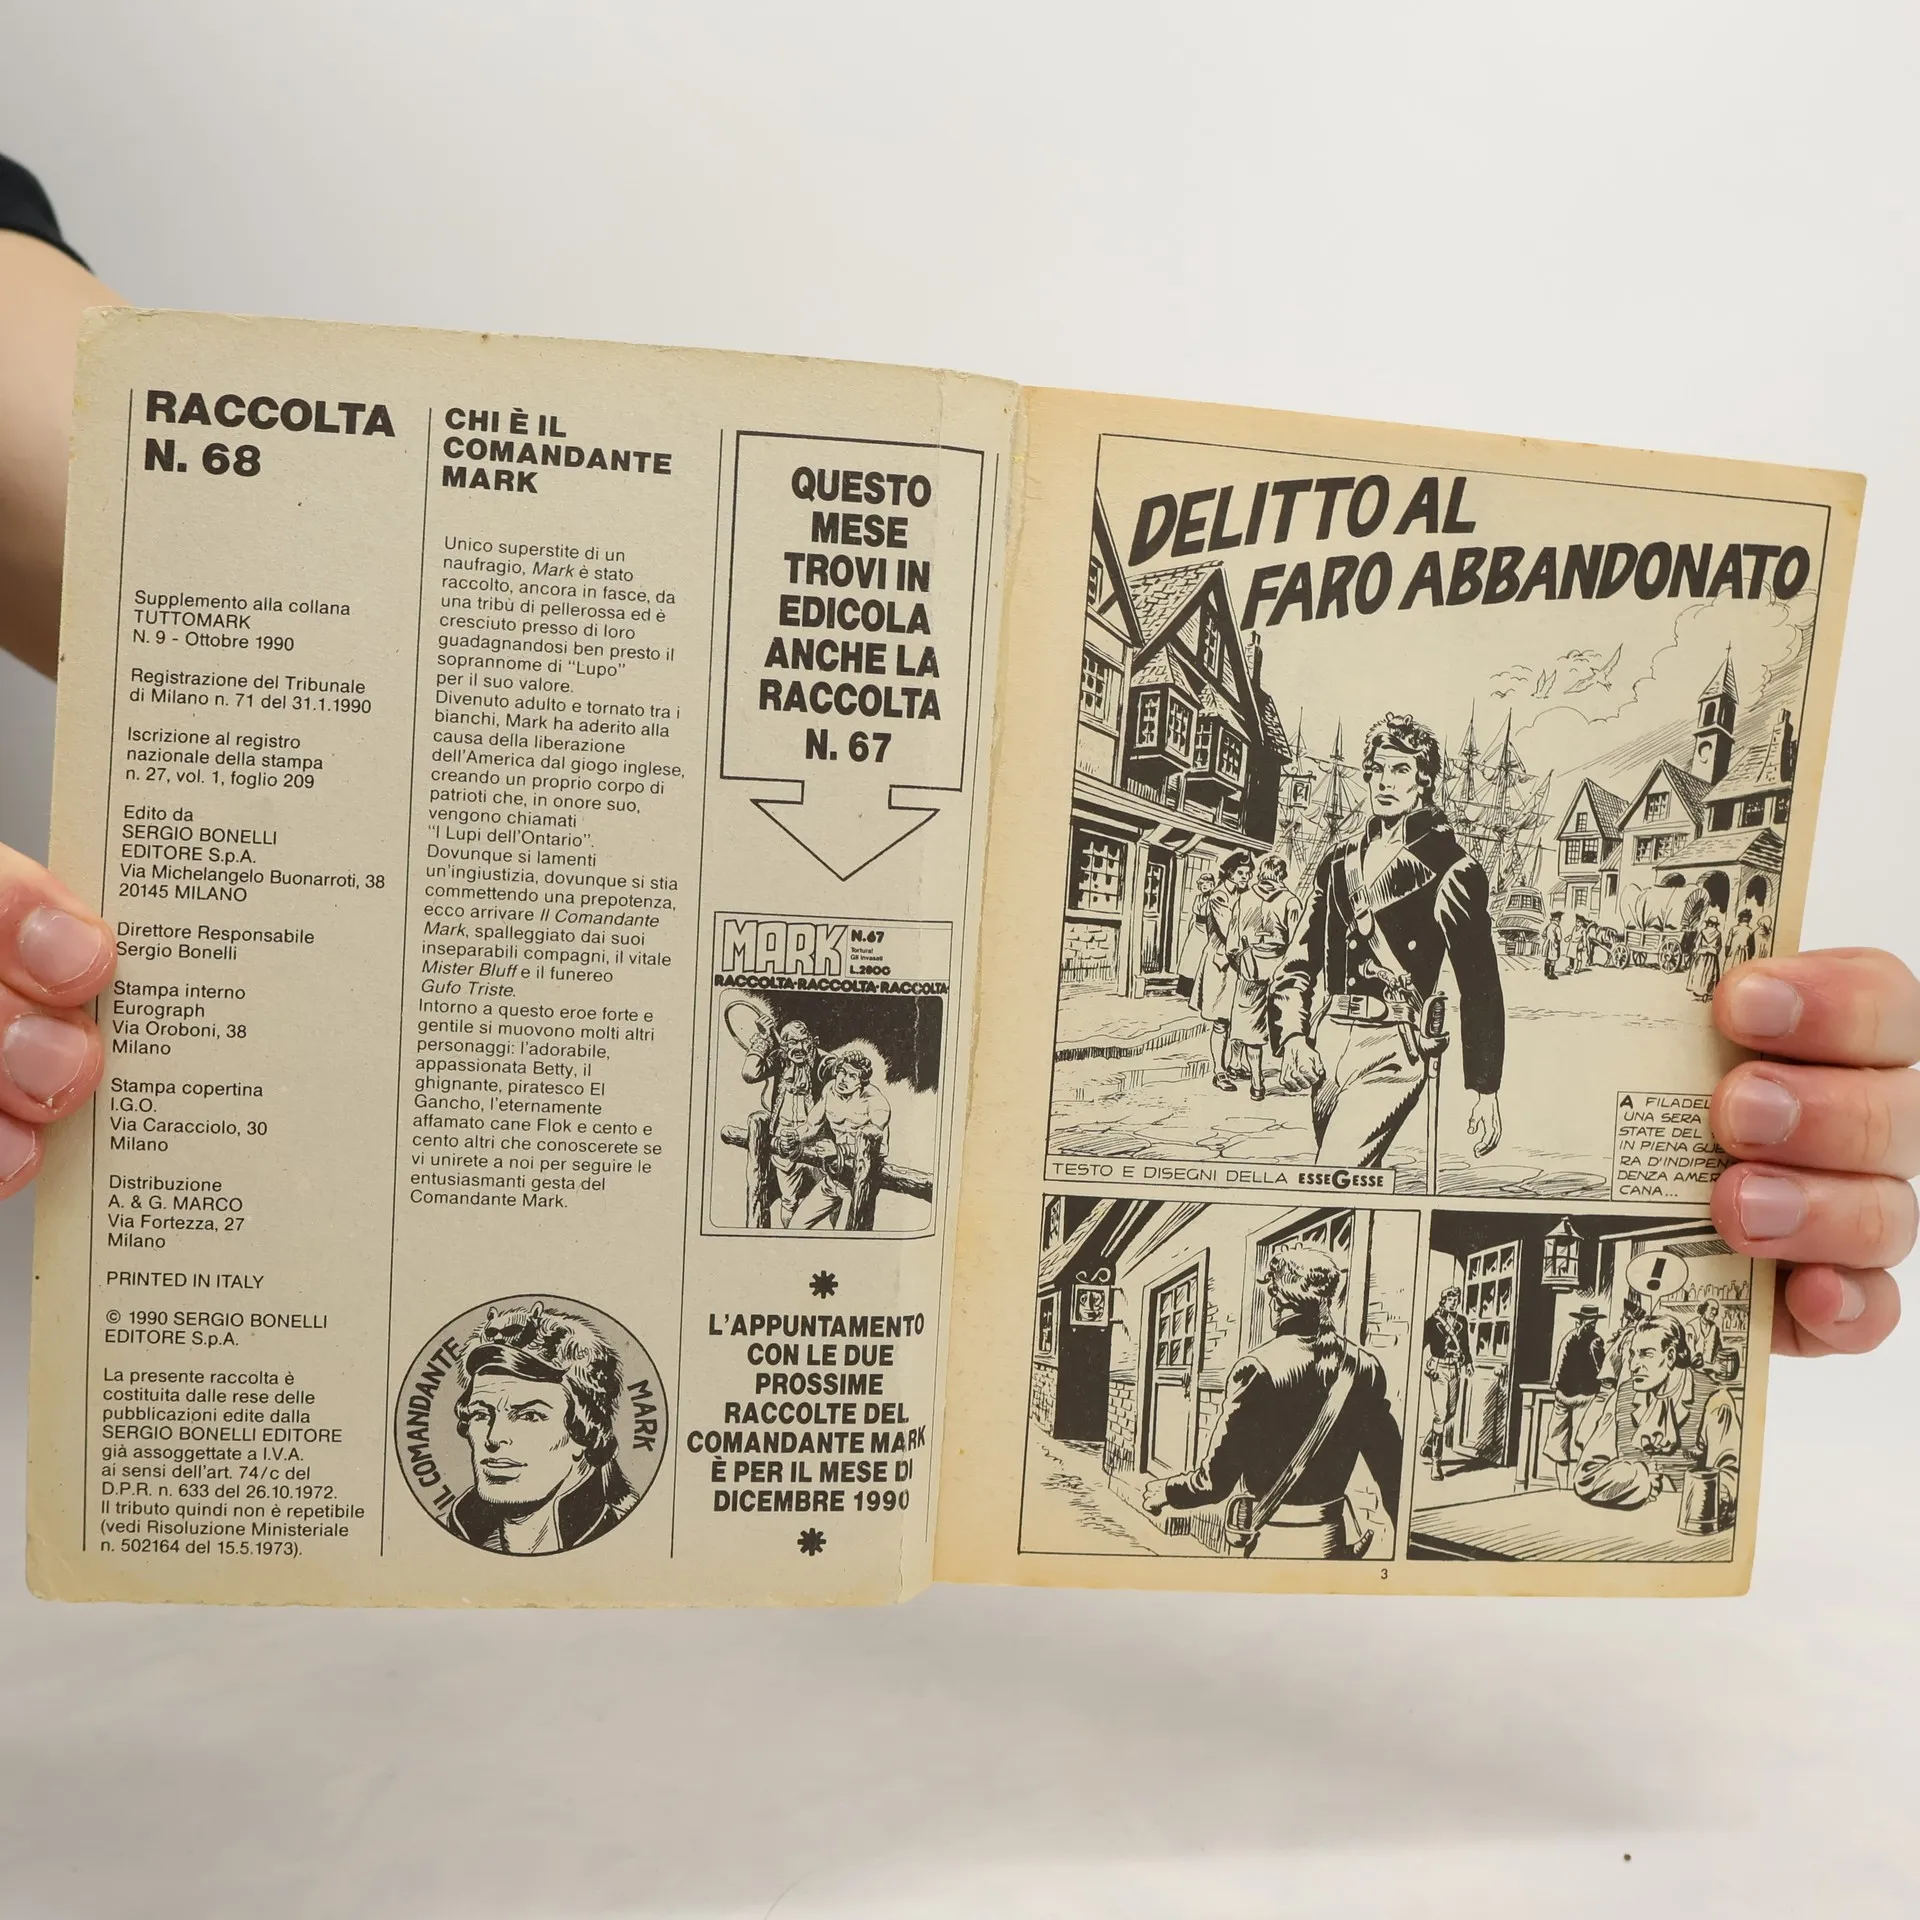 RACCOLTA
N. 68
Supplemento alla collana
TUTTOMARK
N. 9 - Ottobre 1990
Registrazione del Tribunale
di Milano n. 71 del 31.1.1990
Iscrizione al registro
nazionale della stampa
n. 27, vol. 1, foglio 209
Edito da
SERGIO BONELLI
EDITORE S.p.A.
Via Michelangelo Buonarroti, 38
20145 MILANO
Direttore Responsabile
Sergio Bonelli
Stampa interno
Eurograph
Via Oroboni, 38
Milano
Stampa copertina
I.G.O.
Via Caracciolo, 30
Milano
Distribuzione
A. & G. MARCO
Via Fortezza, 27
Milano
PRINTED IN ITALY
© 1990 SERGIO BONELLI
EDITORE S.p.A.
La presente raccolta è
costituita dalle rese delle
pubblicazioni edite dalla
SERGIO BONELLI EDITORE
già assoggettate a I.V.A.
ai sensi dell'art. 74/c del
D.P.R. n. 633 del 26.10.1972.
Il tributo quindi non è repetibile
(vedi Risoluzione Ministeriale
n. 502164 del 15.5.1973).
CHI È IL
COMANDANTE
MARK
Unico superstite di un
naufragio, Mark è stato
raccolto, ancora in fasce, da
una tribù di pellerossa ed è
cresciuto presso di loro
guadagnandosi ben presto il
soprannome di "Lupo"
per il suo valore.
Divenuto adulto e tornato tra i
bianchi, Mark ha aderito alla
causa della liberazione
dell'America dal giogo inglese,
creando un proprio corpo di
patrioti che, in onore suo,
vengono chiamati
"I Lupi dell'Ontario".
Dovunque si lamenti
un'ingiustizia, dovunque si stia
commettendo una prepotenza,
ecco arrivare Il Comandante
Mark, spalleggiato dai suoi
inseparabili compagni, il vitale
Mister Bluff e il funereo
Gufo Triste.
Intorno a questo eroe forte e
gentile si muovono molti altri
personaggi: l'adorabile,
appassionata Betty, il
ghignante, piratesco El
Gancho, l'eternamente
affamato cane Flok e cento e
cento altri che conoscerete se
vi unirete a noi per seguire le
entusiasmanti gesta del
Comandante Mark.
IL COMANDANTE MARK
QUESTO
MESE
TROVI IN
EDICOLA
ANCHE LA
RACCOLTA
N. 67
MARK
N.67
Tortura!
Gli Invasati
L.2800
RACCOLTA·RACCOLTA·RACCOLTA
L'APPUNTAMENTO
CON LE DUE
PROSSIME
RACCOLTE DEL
COMANDANTE MARK
È PER IL MESE DI
DICEMBRE 1990
DELITTO AL
FARO ABBANDONATO
A FILADEL
UNA SERA
STATE DEL
IN PIENA GUE
RA D'INDIPEN
DENZA AMER
CANA...
TESTO E DISEGNI DELLA ESSEGESSE
!
3